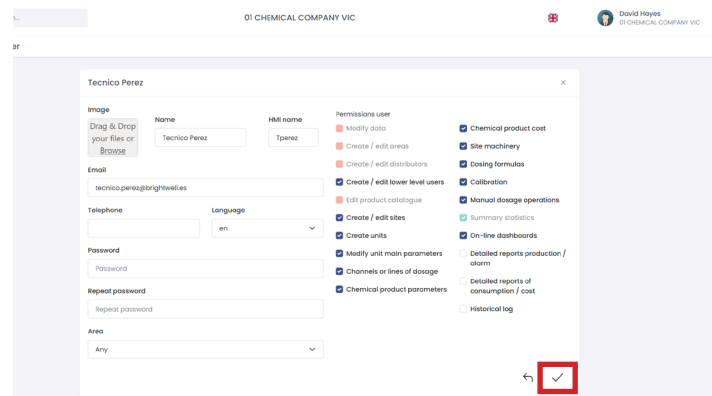 01 CHEMICAL COMPANY VIC
David Hayes
01 CHEMICAL COMPANY VIC
er
Tecnico Perez
×
Image
Drag & Drop
your files or
Browse
Name
Tecnico Perez
HMI name
Tperez
Email
tecnico.perez@brightwell.es
Telephone
Language
en
Password
Password
Repeat password
Repeat password
Area
Any
Permissions user
Modify data
Create / edit areas
Create / edit distributors
Create / edit lower level users
Edit product catalogue
Create / edit sites
Create units
Modify unit main parameters
Channels or lines of dosage
Chemical product parameters
Chemical product cost
Site machinery
Dosing formulas
Calibration
Manual dosage operations
Summary statistics
On-line dashboards
Detailed reports production /
alarm
Detailed reports of
consumption / cost
Historical log